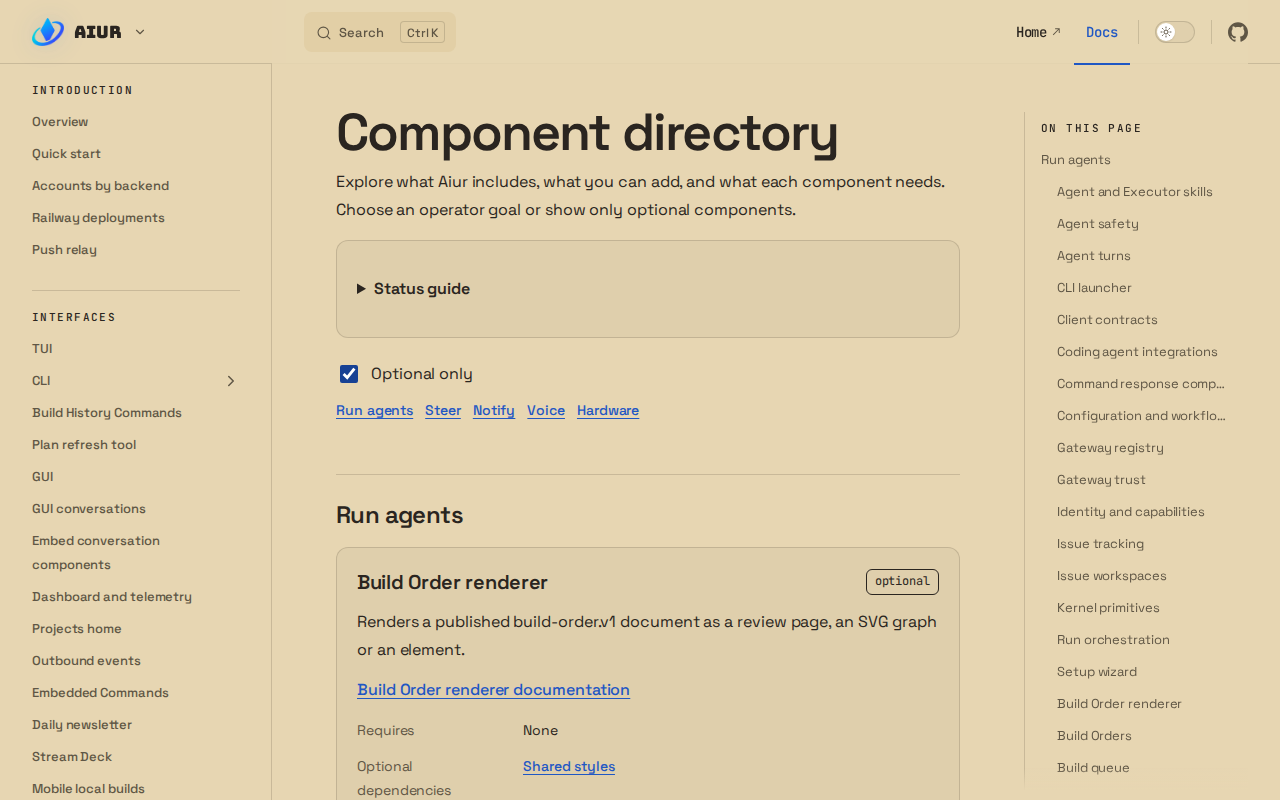 AIUR
Search
Ctrl K
Home
Docs
INTRODUCTION
Overview
Quick start
Accounts by backend
Railway deployments
Push relay
INTERFACES
TUI
CLI
Build History Commands
Plan refresh tool
GUI
GUI conversations
Embed conversation
components
Dashboard and telemetry
Projects home
Outbound events
Embedded Commands
Daily newsletter
Stream Deck
Mobile local builds
Component directory
Explore what Aiur includes, what you can add, and what each component needs.
Choose an operator goal or show only optional components.
Status guide
Optional only
Run agents Steer Notify Voice Hardware
Run agents
Build Order renderer
optional
Renders a published build-order.v1 document as a review page, an SVG graph
or an element.
Build Order renderer documentation
Requires None
Optional Shared styles
dependencies
ON THIS PAGE
Run agents
Agent and Executor skills
Agent safety
Agent turns
CLI launcher
Client contracts
Coding agent integrations
Command response comp…
Configuration and workflo…
Gateway registry
Gateway trust
Identity and capabilities
Issue tracking
Issue workspaces
Kernel primitives
Run orchestration
Setup wizard
Build Order renderer
Build Orders
Build queue